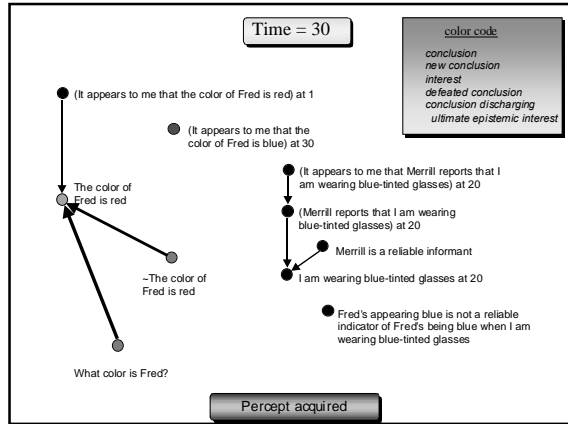 Time = 30
color code
conclusion
new conclusion
interest
defeated conclusion
conclusion discharging
ultimate epistemic interest
(It appears to me that the color of Fred is red) at 1
(It appears to me that the
color of Fred is blue) at 30
(It appears to me that Merrill reports that I
am wearing blue-tinted glasses) at 20
The color of
Fred is red
(Merrill reports that I am wearing
blue-tinted glasses) at 20
Merrill is a reliable informant
~The color of
Fred is red
I am wearing blue-tinted glasses at 20
Fred's appearing blue is not a reliable
indicator of Fred's being blue when I am
wearing blue-tinted glasses
What color is Fred?
Percept acquired